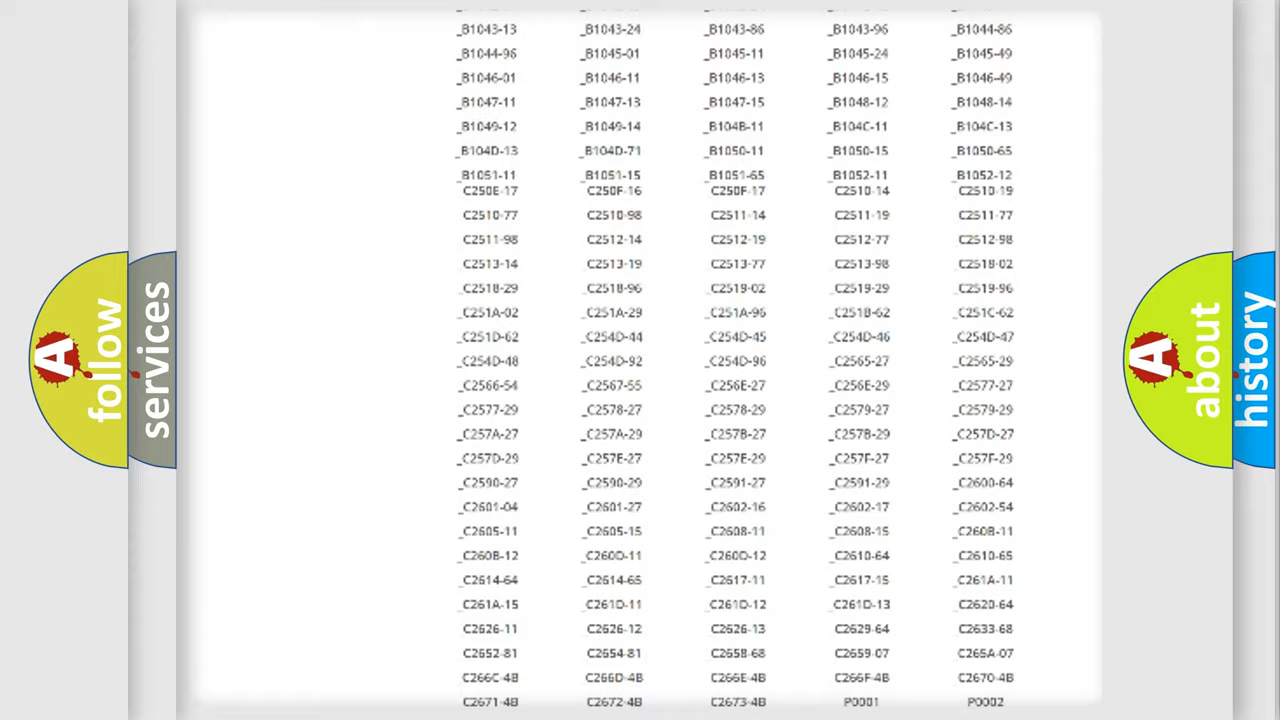 _B1043-13 _B1043-24 _B1043-86 _B1043-96 _B1044-86
_B1044-96 _B1045-01 _B1045-11 _B1045-24 _B1045-49
_B1046-01 _B1046-11 _B1046-13 _B1046-15 _B1046-49
_B1047-11 _B1047-13 _B1047-15 _B1048-12 _B1048-14
_B1049-12 _B1049-14 _B104B-11 _B104C-11 _B104C-13
_B104D-13 _B104D-71 _B1050-11 _B1050-15 _B1050-65
_B1051-11 _B1051-15 _B1051-65 _B1052-11 _B1052-12
C250E-17 C250F-16 C250F-17 C2510-14 C2510-19
C2510-77 C2510-98 C2511-14 C2511-19 C2511-77
C2511-98 C2512-14 C2512-19 C2512-77 C2512-98
C2513-14 C2513-19 C2513-77 C2513-98 C2518-02
_C2518-29 _C2518-96 _C2519-02 _C2519-29 _C2519-96
_C251A-02 _C251A-29 _C251A-96 _C251B-62 _C251C-62
_C251D-62 _C254D-44 _C254D-45 _C254D-46 _C254D-47
_C254D-48 _C254D-92 _C254D-96 _C2565-27 _C2565-29
_C2566-54 _C2567-55 _C256E-27 _C256E-29 _C2577-27
_C2577-29 _C2578-27 _C2578-29 _C2579-27 _C2579-29
_C257A-27 _C257A-29 _C257B-27 _C257B-29 _C257D-27
_C257D-29 _C257E-27 _C257E-29 _C257F-27 _C257F-29
_C2590-27 _C2590-29 _C2591-27 _C2591-29 _C2600-64
_C2601-04 _C2601-27 _C2602-16 _C2602-17 _C2602-54
_C2605-11 _C2605-15 _C2608-11 _C2608-15 _C260B-11
_C260B-12 _C260D-11 _C260D-12 _C2610-64 _C2610-65
_C2614-64 _C2614-65 _C2617-11 _C2617-15 _C261A-11
_C261A-15 _C261D-11 _C261D-12 _C261D-13 _C2620-64
C2626-11 C2626-12 C2626-13 C2629-64 C2633-68
C2652-81 C2654-81 C2658-68 C2659-07 C265A-07
C266C-4B C266D-4B C266E-4B C266F-4B C2670-4B
C2671-4B C2672-4B C2673-4B P0001 P0002
A follow
services
A about
history